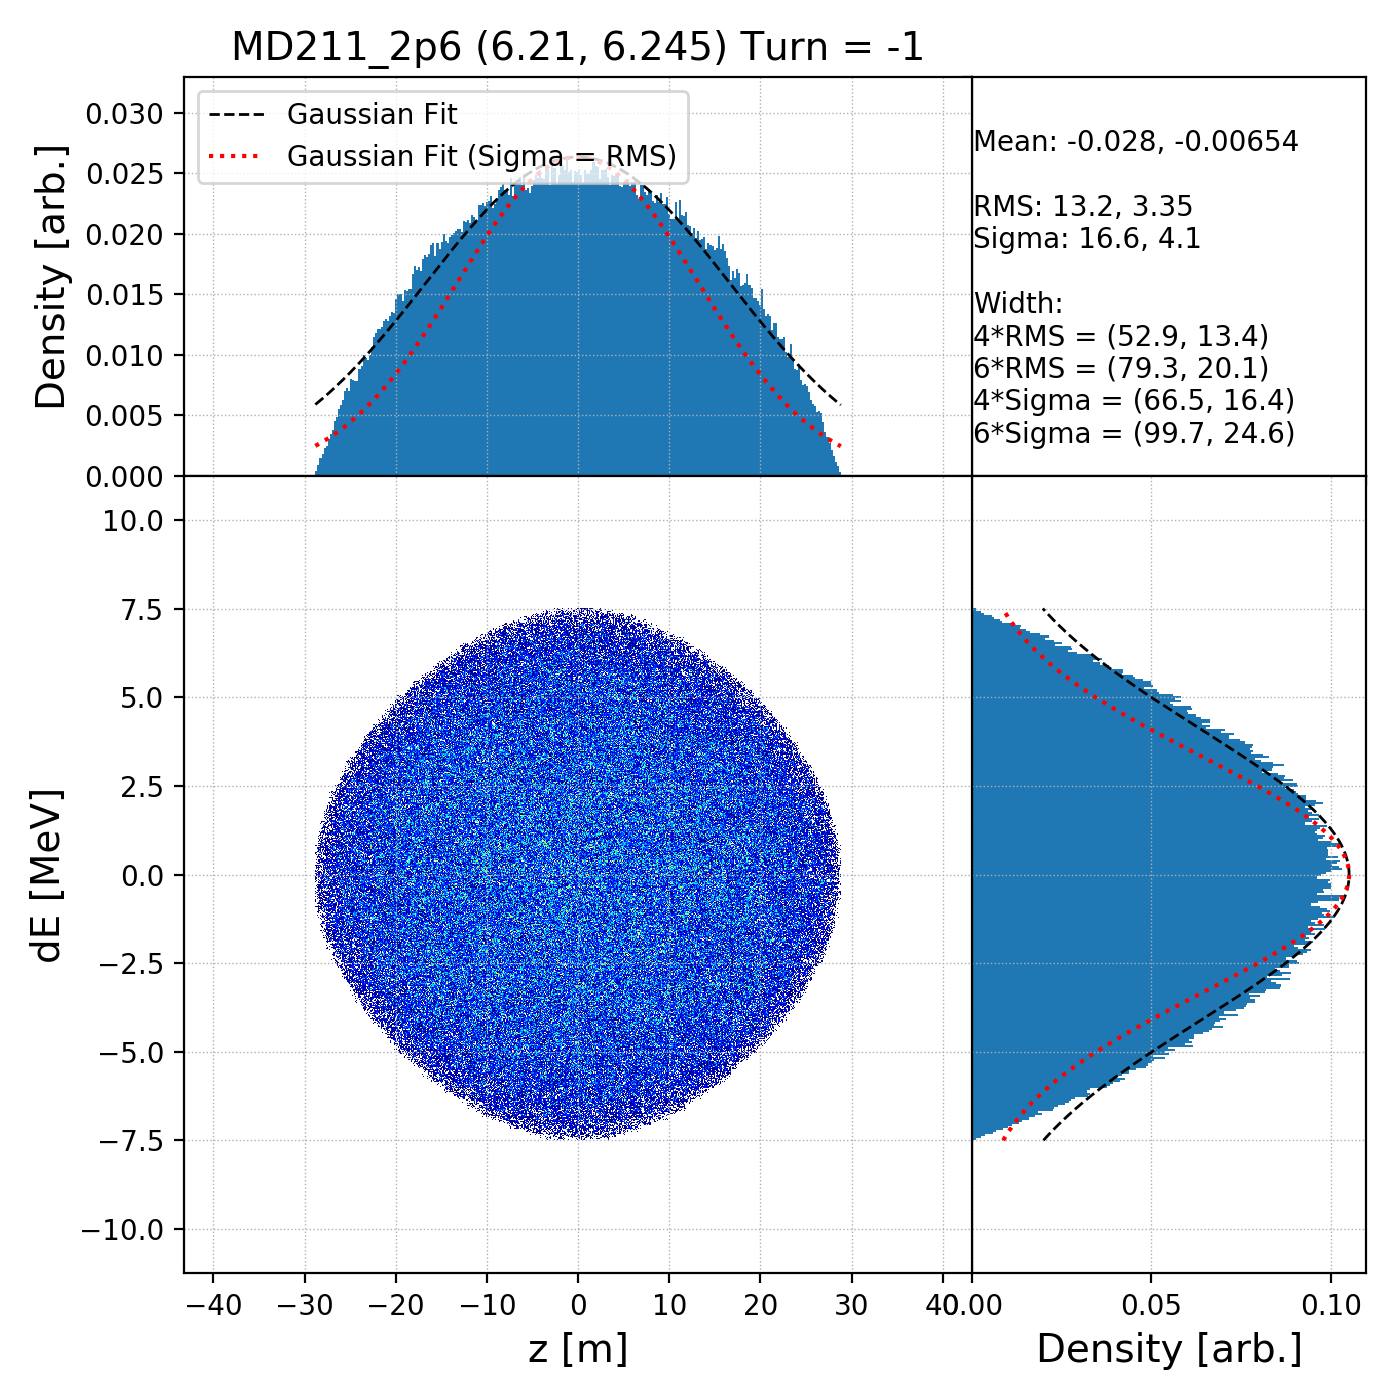 MD211_2p6 (6.21, 6.245) Turn = -1
Gaussian Fit
Gaussian Fit (Sigma = RMS)
Density [arb.]
0.030
0.025
0.020
0.015
0.010
0.005
0.000
Mean: -0.028, -0.00654
RMS: 13.2, 3.35
Sigma: 16.6, 4.1
Width:
4*RMS = (52.9, 13.4)
6*RMS = (79.3, 20.1)
4*Sigma = (66.5, 16.4)
6*Sigma = (99.7, 24.6)
dE [MeV]
10.0
7.5
5.0
2.5
0.0
−2.5
−5.0
−7.5
−10.0
−40 −30 −20 −10 0 10 20 30 40
z [m]
0.00 0.05 0.10
Density [arb.]